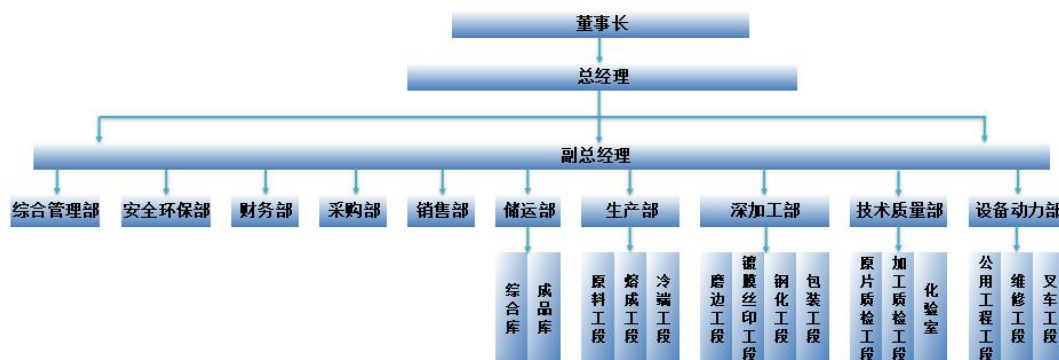 董事长
总经理
副总经理
综合管理部
安全环保部
财务部
采购部
销售部
储运部
生产部
深加工部
技术质量部
设备动力部
综合库
成品库
原料工段
熔成工段
冷端工段
磨边工段
镀膜丝印工段
钢化工段
包装工段
原片质检工段
加工质检工段
化验室
公用工程工段
维修工段
叉车工段